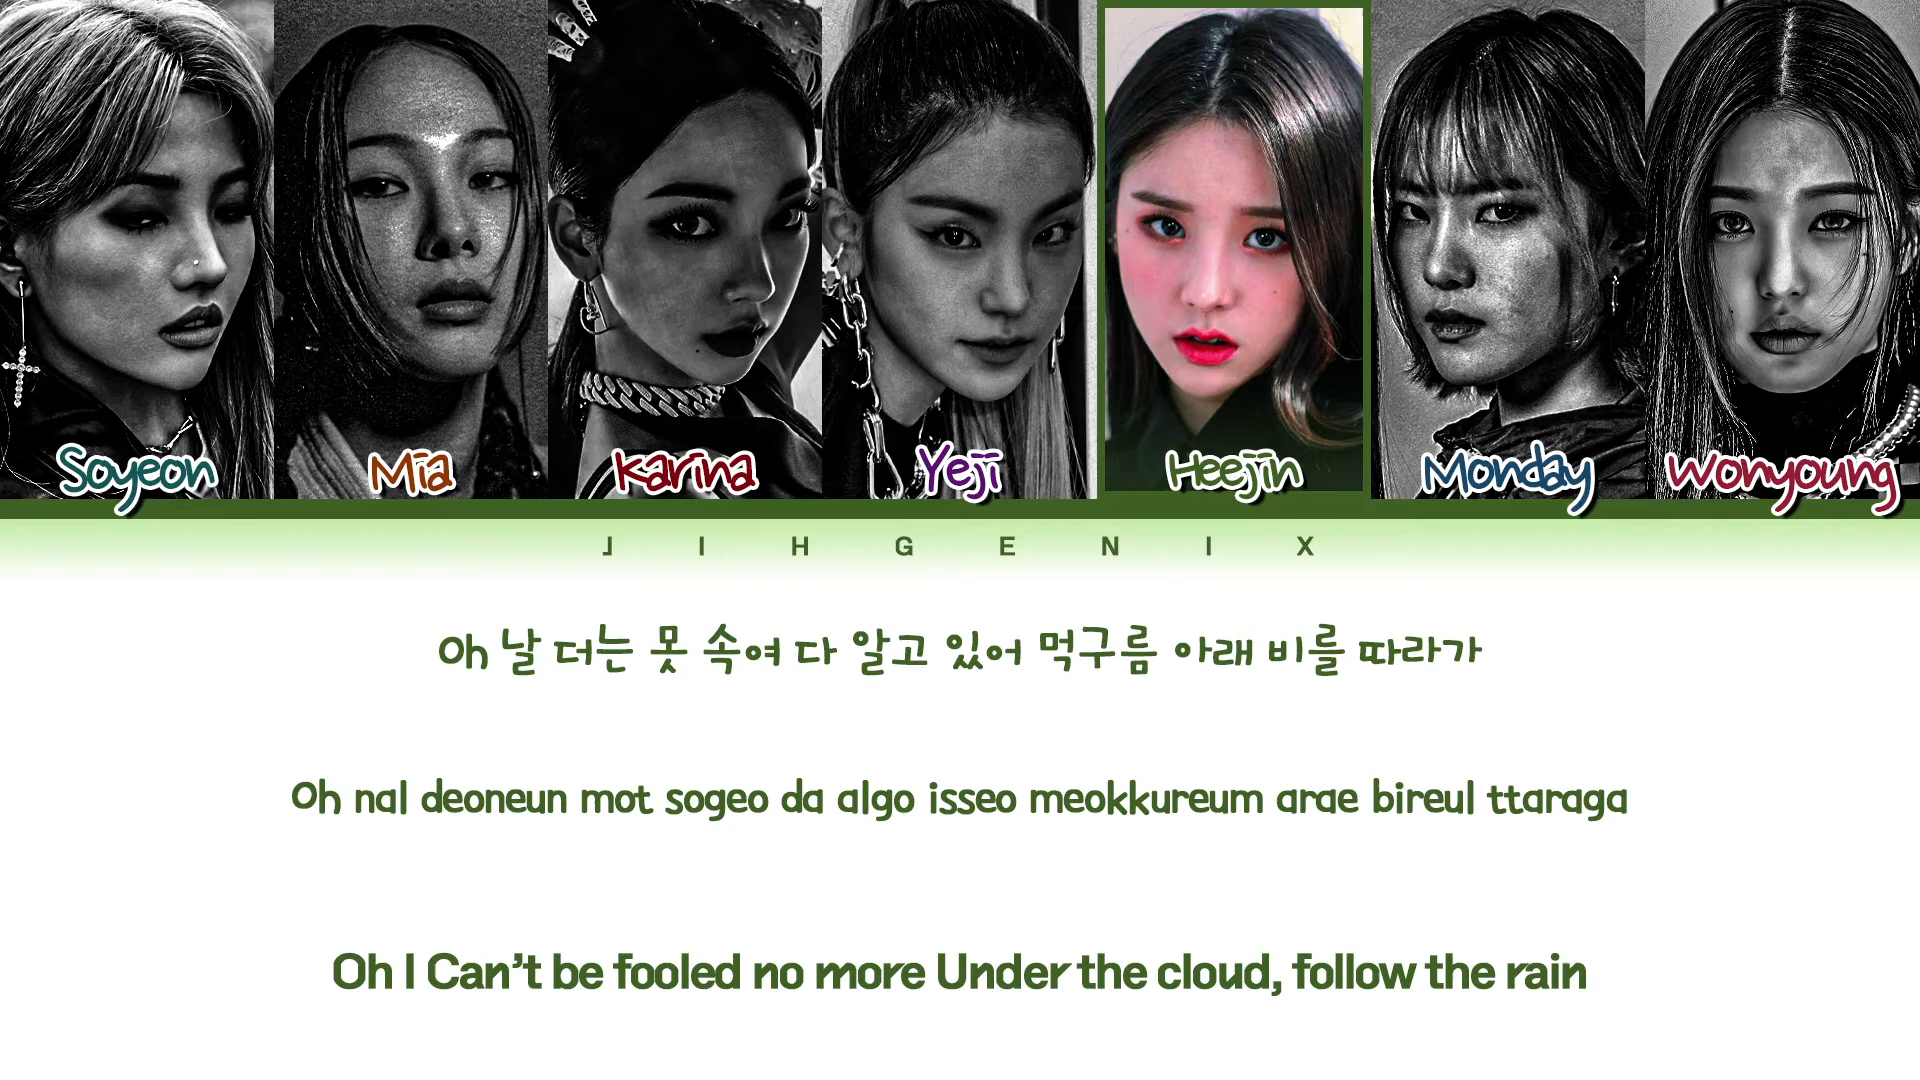 Soyeon Mia Karina Yeji Heejin Monday Wonyoung
JIHGENIX
Oh 날 더는 못 속여 다 알고 있어 먹구름 아래 비를 따라가
Oh nal deoneun mot sogeo da algo isseo meokkureum arae bireul ttaraga
Oh I Can’t be fooled no more Under the cloud, follow the rain